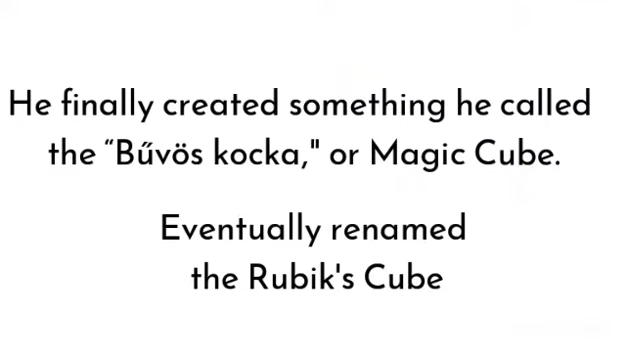 He finally created something he called
the “Bűvös kocka," or Magic Cube.
Eventually renamed
the Rubik's Cube